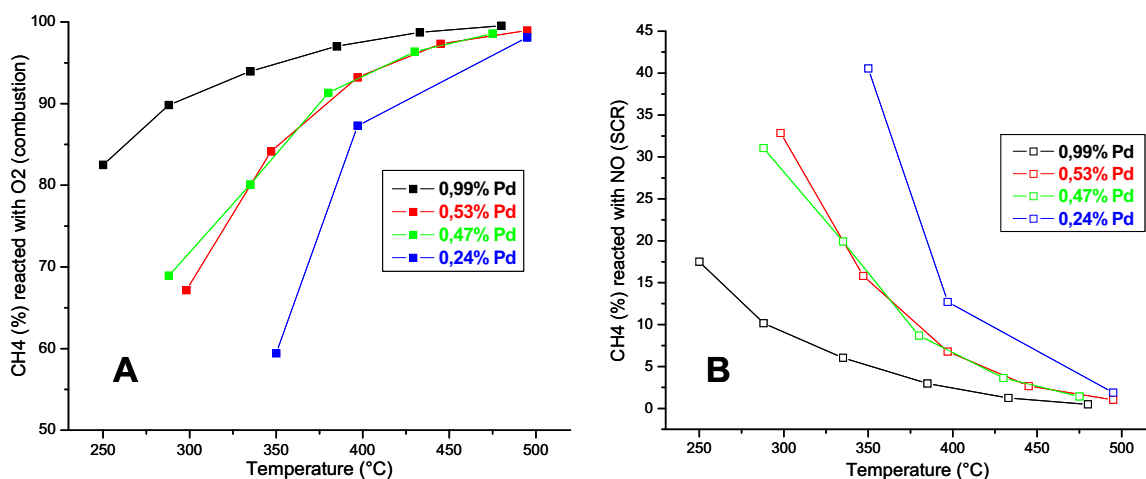 CH4 (%) reacted with O2 (combustion)
100
90
80
70
60
50
0,99% Pd
0,53% Pd
0,47% Pd
0,24% Pd
A
250
300
350
400
450
500
Temperature (°C)
CH4 (%) reacted with NO (SCR)
45
40
35
30
25
20
15
10
5
0
0,99% Pd
0,53% Pd
0,47% Pd
0,24% Pd
B
250
300
350
400
450
500
Temperature (°C)